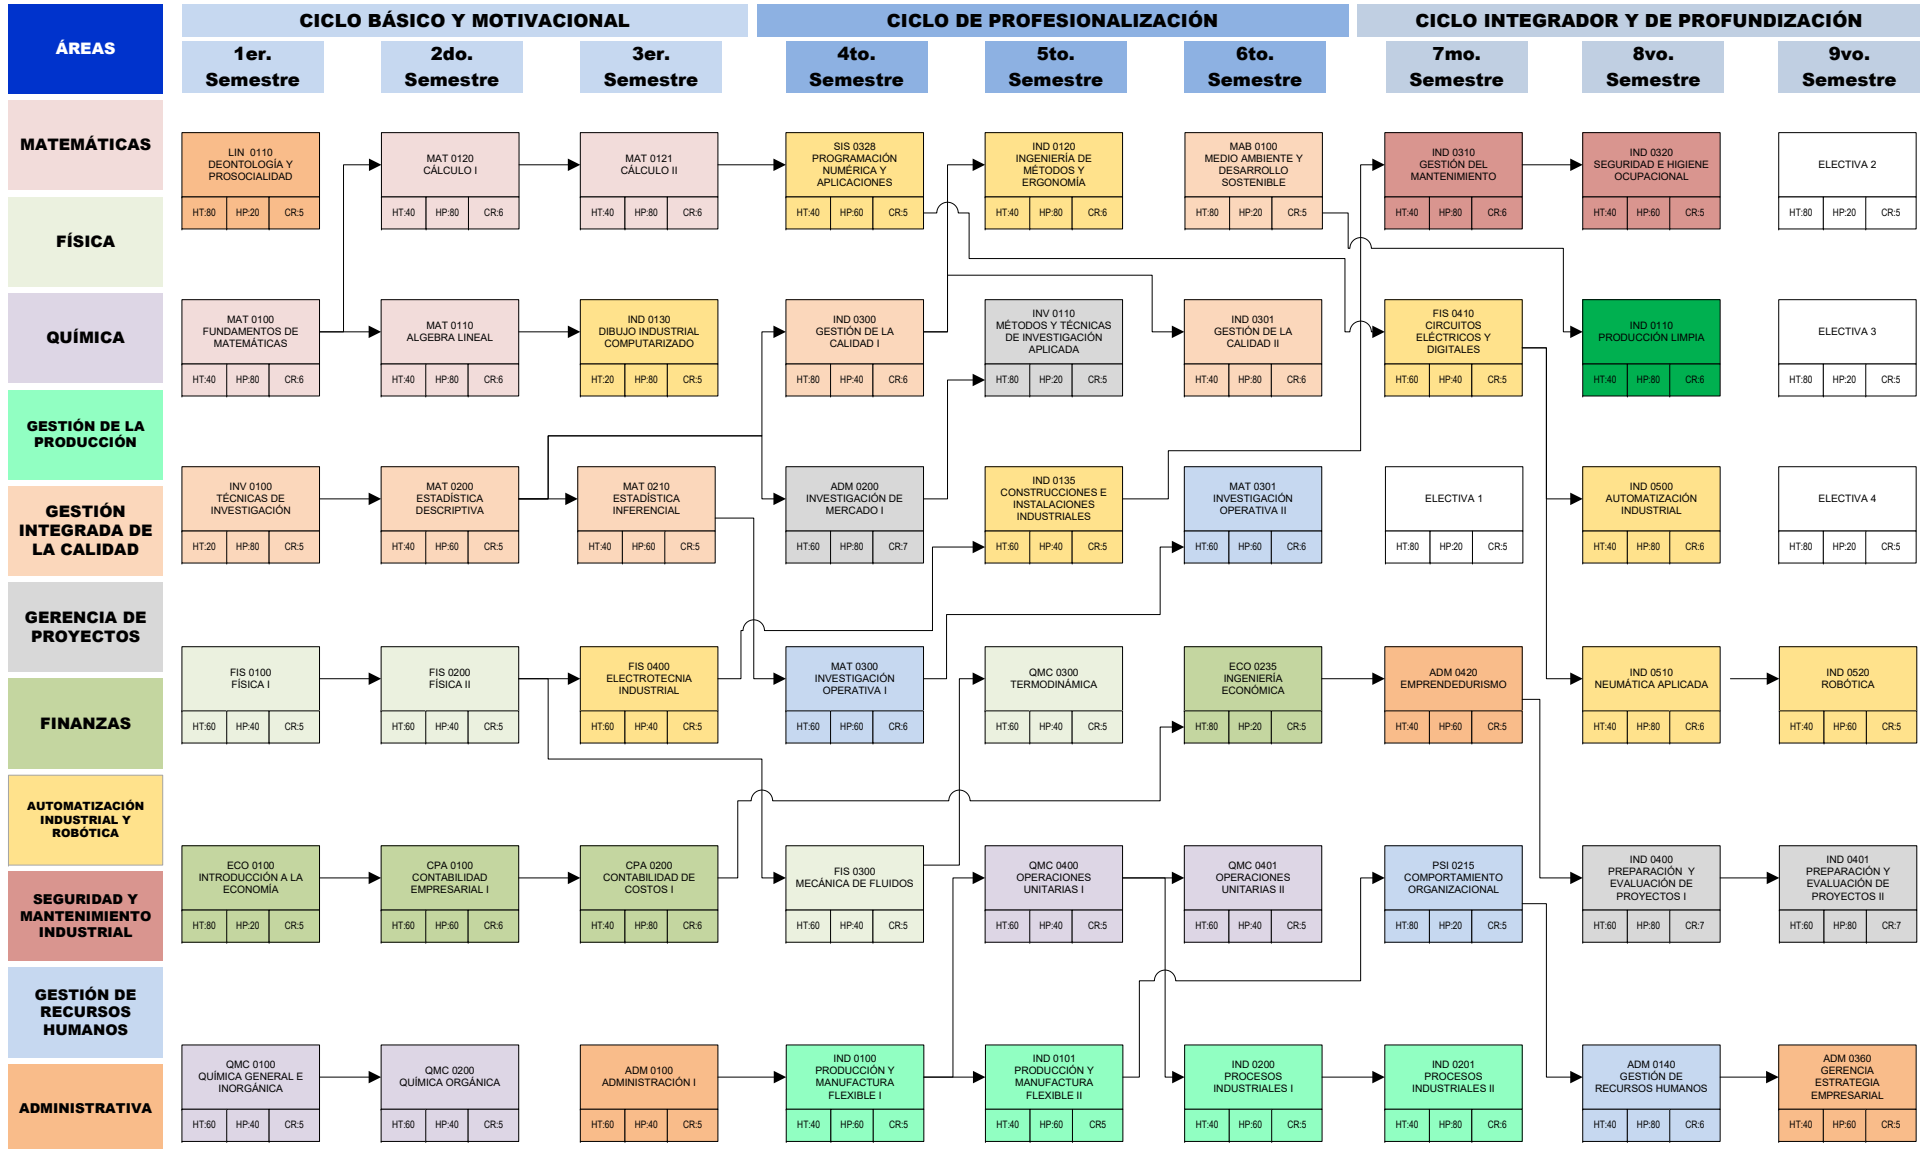 CICLO BÁSICO Y MOTIVACIONAL
CICLO DE PROFESIONALIZACIÓN
CICLO INTEGRADOR Y DE PROFUNDIZACIÓN
ÁREAS
1er.
Semestre
2do.
Semestre
3er.
Semestre
4to.
Semestre
5to.
Semestre
6to.
Semestre
7mo.
Semestre
8vo.
Semestre
9vo.
Semestre
MATEMÁTICAS
FÍSICA
QUÍMICA
GESTIÓN DE LA
PRODUCCIÓN
GESTIÓN
INTEGRADA DE
LA CALIDAD
GERENCIA DE
PROYECTOS
FINANZAS
AUTOMATIZACIÓN
INDUSTRIAL Y
ROBÓTICA
SEGURIDAD Y
MANTENIMIENTO
INDUSTRIAL
GESTIÓN DE
RECURSOS
HUMANOS
ADMINISTRATIVA
LIN 0110
DEONTOLOGÍA Y
PROSOCIALIDAD
HT:80 HP:20 CR:5
MAT 0120
CÁLCULO I
HT:40 HP:80 CR:6
MAT 0121
CÁLCULO II
HT:40 HP:80 CR:6
SIS 0328
PROGRAMACIÓN
NUMÉRICA Y
APLICACIONES
HT:40 HP:60 CR:5
IND 0120
INGENIERÍA DE
MÉTODOS Y
ERGONOMÍA
HT:40 HP:80 CR:6
MAB 0100
MEDIO AMBIENTE Y
DESARROLLO
SOSTENIBLE
HT:80 HP:20 CR:5
IND 0310
GESTIÓN DEL
MANTENIMIENTO
HT:40 HP:80 CR:6
IND 0320
SEGURIDAD E HIGIENE
OCUPACIONAL
HT:40 HP:60 CR:5
ELECTIVA 2
HT:80 HP:20 CR:5
MAT 0100
FUNDAMENTOS DE
MATEMÁTICAS
HT:40 HP:80 CR:6
MAT 0110
ALGEBRA LINEAL
HT:40 HP:80 CR:6
IND 0130
DIBUJO INDUSTRIAL
COMPUTARIZADO
HT:20 HP:80 CR:5
IND 0300
GESTIÓN DE LA
CALIDAD I
HT:80 HP:40 CR:6
INV 0110
MÉTODOS Y TÉCNICAS
DE INVESTIGACIÓN
APLICADA
HT:80 HP:20 CR:5
IND 0301
GESTIÓN DE LA
CALIDAD II
HT:40 HP:80 CR:6
FIS 0410
CIRCUITOS
ELÉCTRICOS Y
DIGITALES
HT:60 HP:40 CR:5
IND 0110
PRODUCCIÓN LIMPIA
HT:40 HP:80 CR:6
ELECTIVA 3
HT:80 HP:20 CR:5
INV 0100
TÉCNICAS DE
INVESTIGACIÓN
HT:20 HP:80 CR:5
MAT 0200
ESTADÍSTICA
DESCRIPTIVA
HT:40 HP:60 CR:5
MAT 0210
ESTADÍSTICA
INFERENCIAL
HT:40 HP:60 CR:5
ADM 0200
INVESTIGACIÓN DE
MERCADO I
HT:60 HP:80 CR:7
IND 0135
CONSTRUCCIONES E
INSTALACIONES
INDUSTRIALES
HT:60 HP:40 CR:5
MAT 0301
INVESTIGACIÓN
OPERATIVA II
HT:60 HP:60 CR:6
ELECTIVA 1
HT:80 HP:20 CR:5
IND 0500
AUTOMATIZACIÓN
INDUSTRIAL
HT:40 HP:80 CR:6
ELECTIVA 4
HT:80 HP:20 CR:5
FIS 0100
FÍSICA I
HT:60 HP:40 CR:5
FIS 0200
FÍSICA II
HT:60 HP:40 CR:5
FIS 0400
ELECTROTECNIA
INDUSTRIAL
HT:60 HP:40 CR:5
MAT 0300
INVESTIGACIÓN
OPERATIVA I
HT:60 HP:60 CR:6
QMC 0300
TERMODINÁMICA
HT:60 HP:40 CR:5
ECO 0235
INGENIERÍA
ECONÓMICA
HT:80 HP:20 CR:5
ADM 0420
EMPRENDEDURISMO
HT:40 HP:60 CR:5
IND 0510
NEUMÁTICA APLICADA
HT:40 HP:80 CR:6
IND 0520
ROBÓTICA
HT:40 HP:60 CR:5
ECO 0100
INTRODUCCIÓN A LA
ECONOMÍA
HT:80 HP:20 CR:5
CPA 0100
CONTABILIDAD
EMPRESARIAL I
HT:60 HP:60 CR:6
CPA 0200
CONTABILIDAD DE
COSTOS I
HT:40 HP:80 CR:6
FIS 0300
MECÁNICA DE FLUIDOS
HT:60 HP:40 CR:5
QMC 0400
OPERACIONES
UNITARIAS I
HT:60 HP:40 CR:5
QMC 0401
OPERACIONES
UNITARIAS II
HT:60 HP:40 CR:5
PSI 0215
COMPORTAMIENTO
ORGANIZACIONAL
HT:80 HP:20 CR:5
IND 0400
PREPARACIÓN Y
EVALUACIÓN DE
PROYECTOS I
HT:60 HP:80 CR:7
IND 0401
PREPARACIÓN Y
EVALUACIÓN DE
PROYECTOS II
HT:60 HP:80 CR:7
QMC 0100
QUÍMICA GENERAL E
INORGÁNICA
HT:60 HP:40 CR:5
QMC 0200
QUÍMICA ORGÁNICA
HT:60 HP:40 CR:5
ADM 0100
ADMINISTRACIÓN I
HT:60 HP:40 CR:5
IND 0100
PRODUCCIÓN Y
MANUFACTURA
FLEXIBLE I
HT:40 HP:60 CR:5
IND 0101
PRODUCCIÓN Y
MANUFACTURA
FLEXIBLE II
HT:40 HP:60 CR5
IND 0200
PROCESOS
INDUSTRIALES I
HT:40 HP:60 CR:5
IND 0201
PROCESOS
INDUSTRIALES II
HT:40 HP:80 CR:6
ADM 0140
GESTIÓN DE
RECURSOS HUMANOS
HT:40 HP:80 CR:6
ADM 0360
GERENCIA
ESTRATEGIA
EMPRESARIAL
HT:40 HP:60 CR:5